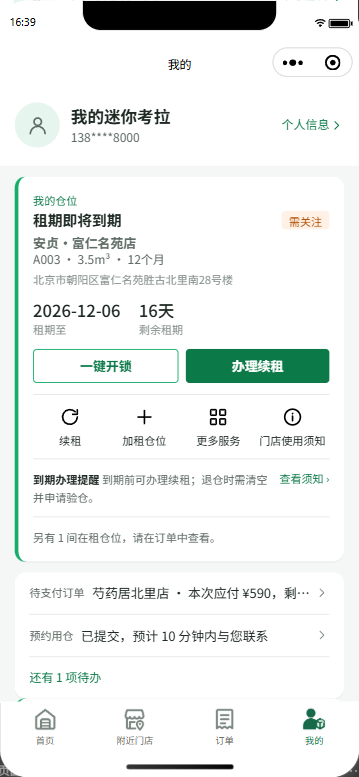 16:39
我的
我的迷你考拉
138****8000
个人信息
我的仓位
租期即将到期
需关注
安贞·富仁名苑店
A003 · 3.5m³ · 12个月
北京市朝阳区富仁名苑胜古北里南28号楼
2026-12-06 16天
租期至 剩余租期
一键开锁 办理续租
续租 加租仓位 更多服务 门店使用须知
到期办理提醒 到期前可办理续租；退仓时需清空 查看须知 ›
并申请验仓。
另有 1 间在租仓位，请在订单中查看。
待支付订单 芍药居北里店 · 本次应付 ¥590，剩…
预约用仓 已提交，预计 10 分钟内与您联系
还有 1 项待办
首页 附近门店 订单 我的